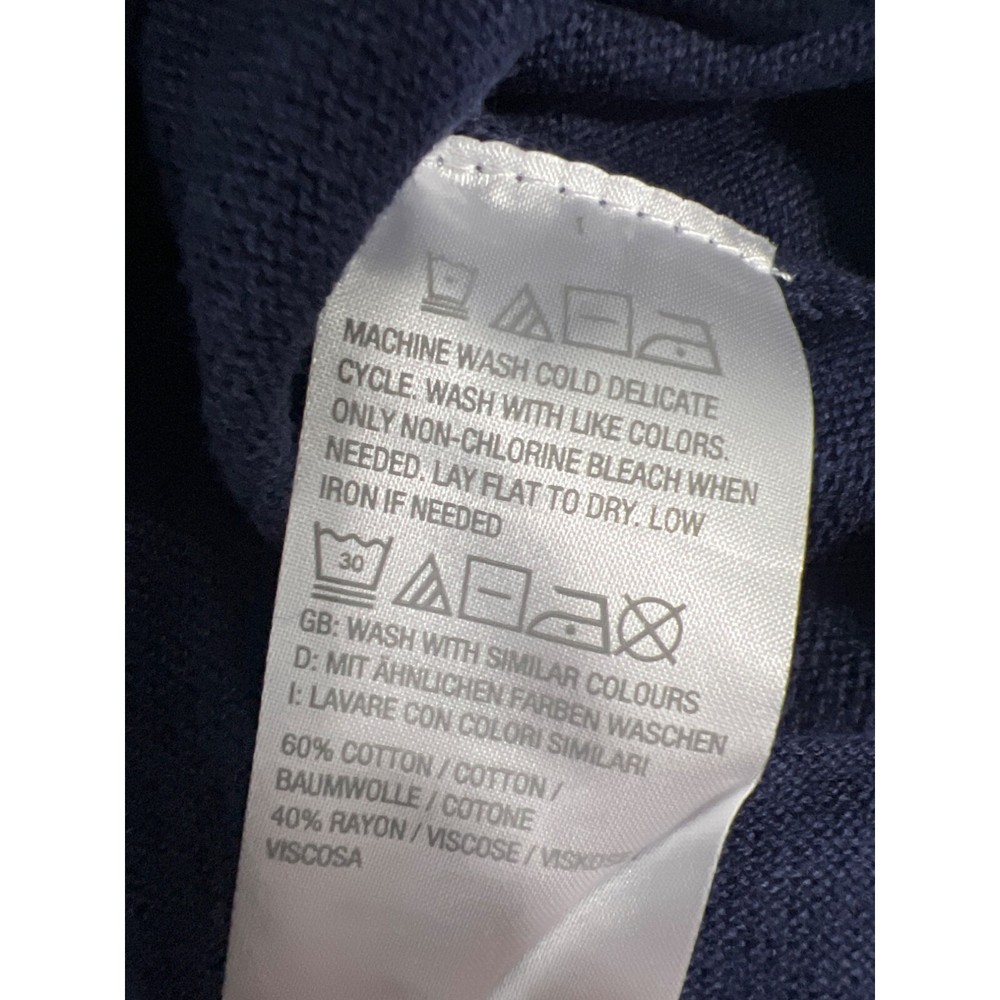 MACHINE WASH COLD DELICATE
CYCLE. WASH WITH LIKE COLORS.
ONLY NON-CHLORINE BLEACH WHEN
NEEDED. LAY FLAT TO DRY. LOW
IRON IF NEEDED
30
GB: WASH WITH SIMILAR COLOURS
D: MIT ÄHNLICHEN FARBEN WASCHEN
I: LAVARE CON COLORI SIMILARI
60% COTTON / COTTON /
BAUMWOLLE / COTONE
40% RAYON / VISCOSE / VISKOSE
VISCOSA